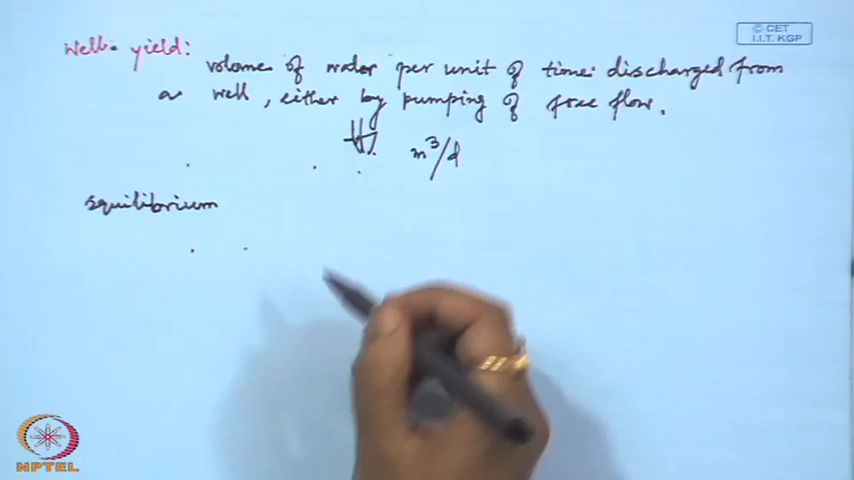 © CET
I.I.T. KGP
Well yield:
volume of water per unit of time discharged from
a well, either by pumping of free flow.
m³/d
equilibrium
NPTEL